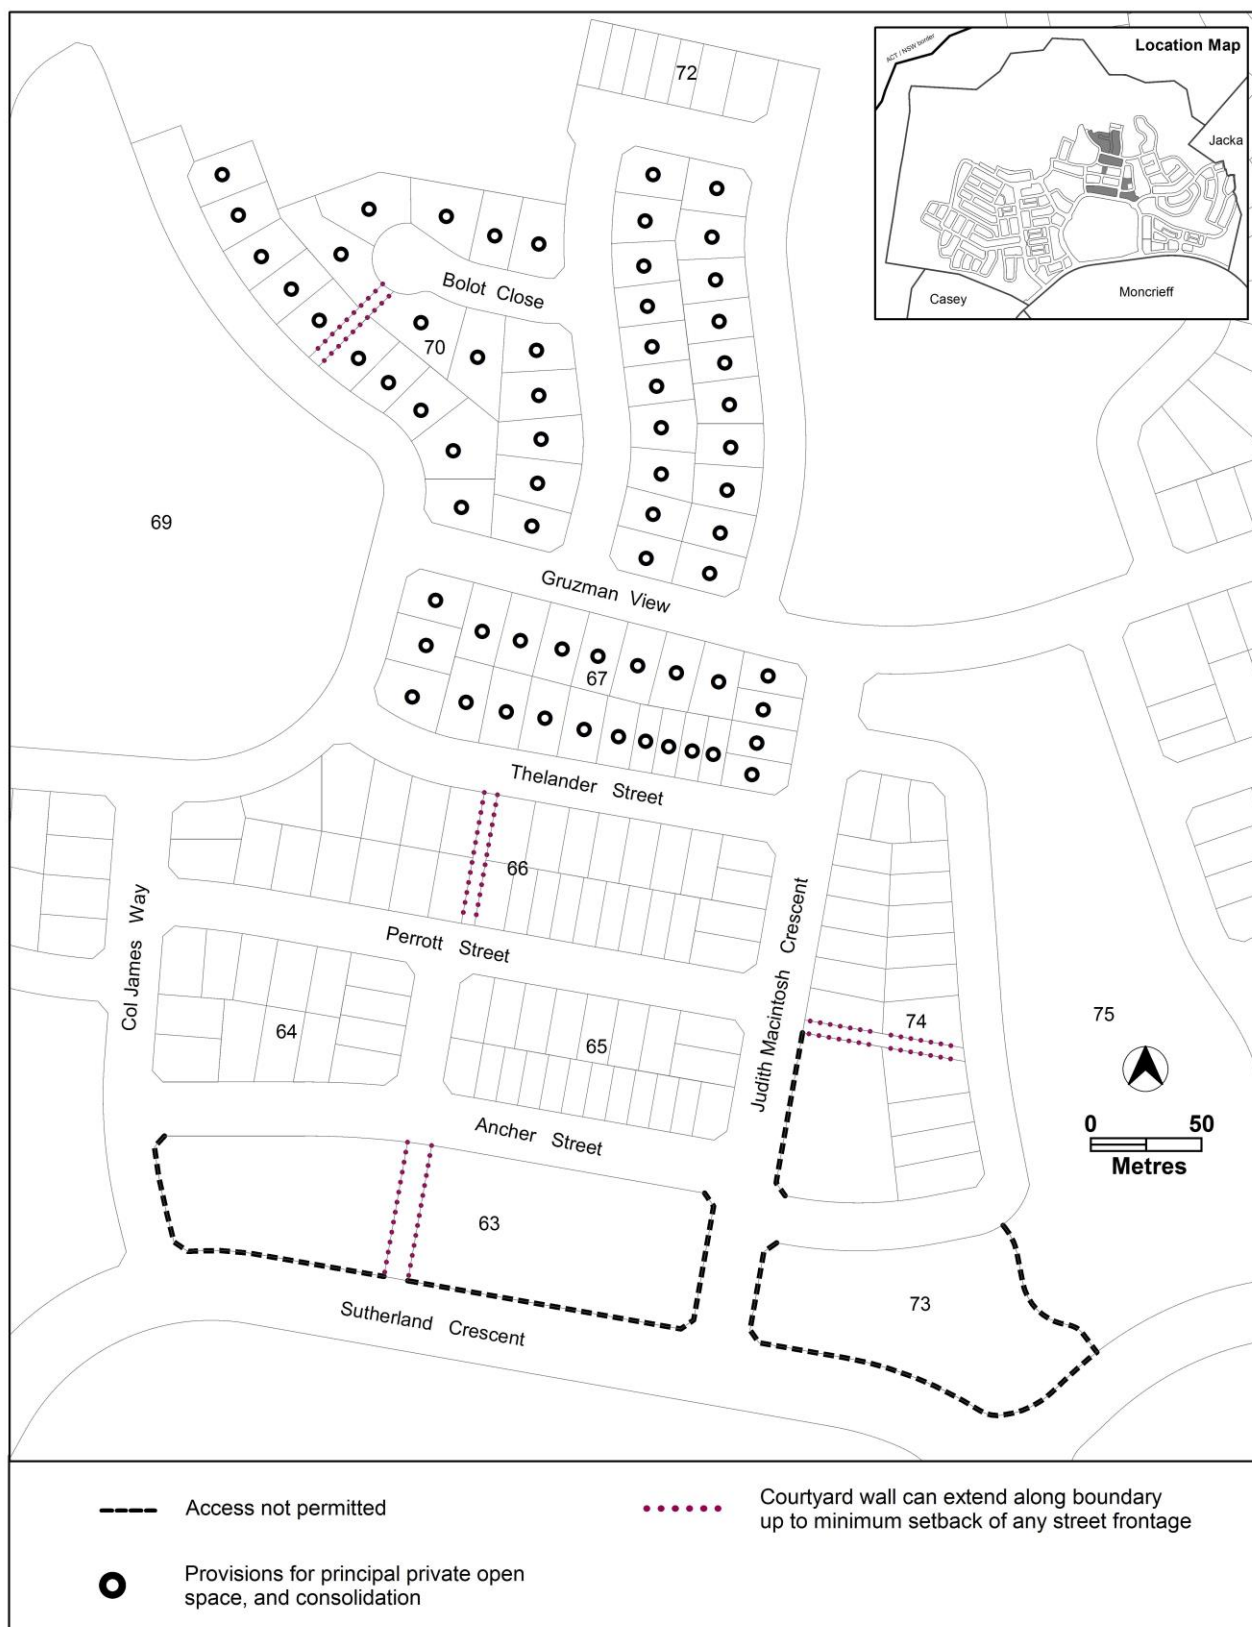 72
Location Map
ACT / NSW border
Jacka
Casey
Moncrieff
Bolot Close
70
69
Gruzman View
67
Thelander Street
66
Col James Way
Perrott Street
Judith Macintosh Crescent
64
65
74
75
Ancher Street
0 50
Metres
63
73
Sutherland Crescent
Access not permitted
Courtyard wall can extend along boundary
up to minimum setback of any street frontage
Provisions for principal private open
space, and consolidation